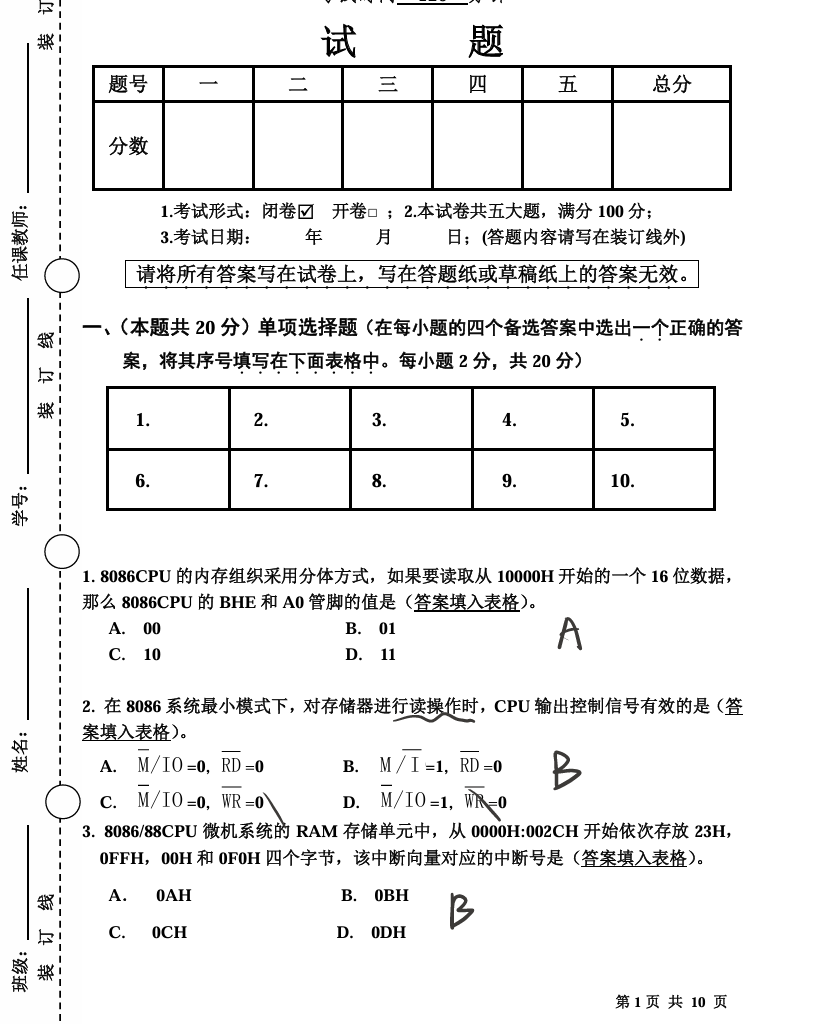 试 题
题号 一 二 三 四 五 总分
分数
1.考试形式：闭卷☑ 开卷□ ；2.本试卷共五大题，满分 100 分；
3.考试日期： 年 月 日；(答题内容请写在装订线外)
请将所有答案写在试卷上，写在答题纸或草稿纸上的答案无效。
一、（本题共 20 分）单项选择题（在每小题的四个备选答案中选出一个正确的答
案，将其序号填写在下面表格中。每小题 2 分，共 20 分）
1. 2. 3. 4. 5.
6. 7. 8. 9. 10.
1. 8086CPU 的内存组织采用分体方式，如果要读取从 10000H 开始的一个 16 位数据，
那么 8086CPU 的 BHE 和 A0 管脚的值是（答案填入表格）。
A. 00 B. 01
A
C. 10 D. 11
2. 在 8086 系统最小模式下，对存储器进行读操作时，CPU 输出控制信号有效的是（答
案填入表格）。
A. M̅/IO =0, R̅D̅ =0 B. M / I̅ =1, R̅D̅ =0
B
C. M̅/IO =0, W̅R̅ =0 D. M̅/IO =1, W̅R̅ =0
3. 8086/88CPU 微机系统的 RAM 存储单元中，从 0000H:002CH 开始依次存放 23H，
0FFH，00H 和 0F0H 四个字节，该中断向量对应的中断号是（答案填入表格）。
A. 0AH B. 0BH
B
C. 0CH D. 0DH
第 1 页 共 10 页
任课教师：
学号：
姓名：
班级：
装 订
装 订 线
装 订 线